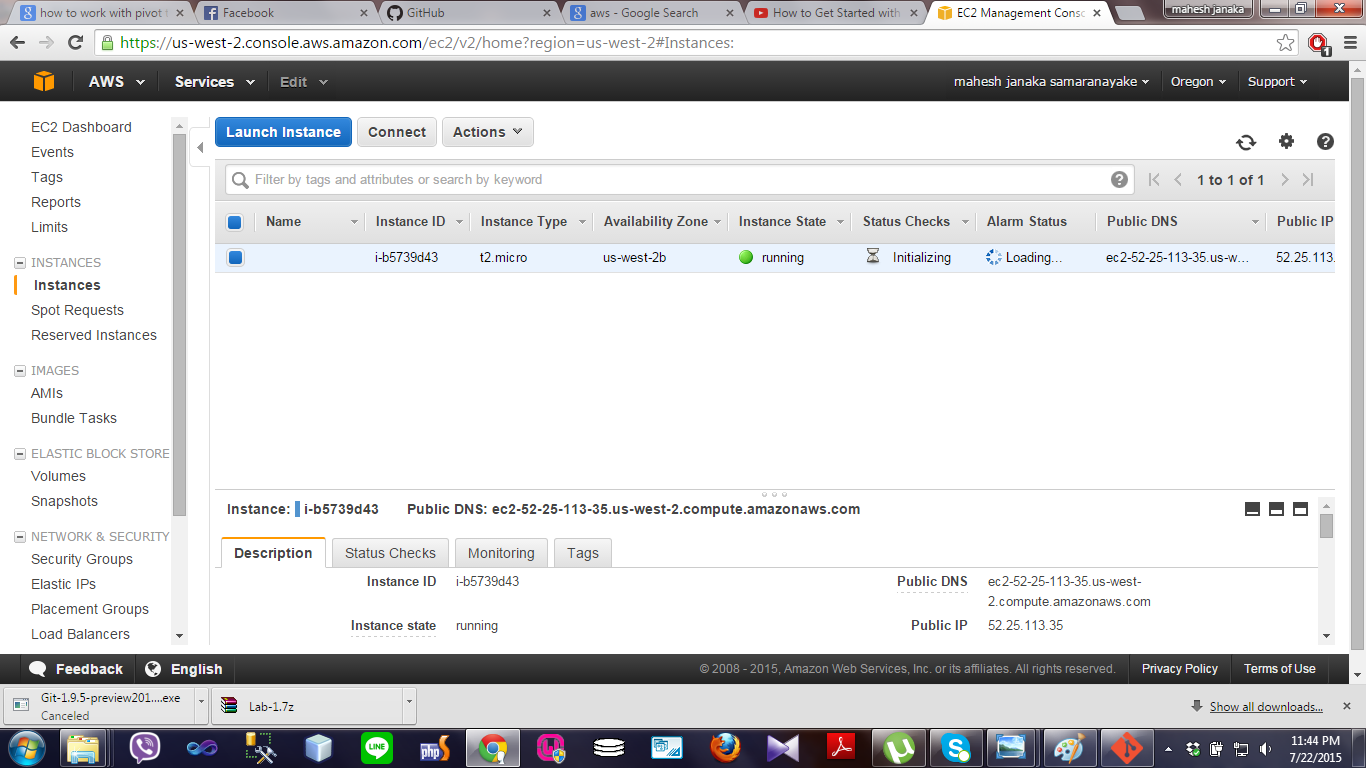 how to work with pivot t
Facebook
GitHub
aws - Google Search
How to Get Started with
EC2 Management Conso
mahesh janaka
https://us-west-2.console.aws.amazon.com/ec2/v2/home?region=us-west-2#Instances:
1
AWS
Services
Edit
mahesh janaka samaranayake
Oregon
Support
EC2 Dashboard
Events
Tags
Reports
Limits
INSTANCES
Instances
Spot Requests
Reserved Instances
IMAGES
AMIs
Bundle Tasks
ELASTIC BLOCK STORE
Volumes
Snapshots
NETWORK & SECURITY
Security Groups
Elastic IPs
Placement Groups
Load Balancers
Launch Instance
Connect
Actions
Filter by tags and attributes or search by keyword
1 to 1 of 1
Name
Instance ID
Instance Type
Availability Zone
Instance State
Status Checks
Alarm Status
Public DNS
Public IP
i-b5739d43
t2.micro
us-west-2b
running
Initializing
Loading...
ec2-52-25-113-35.us-w...
52.25.113.
Instance: i-b5739d43
Public DNS: ec2-52-25-113-35.us-west-2.compute.amazonaws.com
Description
Status Checks
Monitoring
Tags
Instance ID
i-b5739d43
Public DNS
ec2-52-25-113-35.us-west-
2.compute.amazonaws.com
Instance state
running
Public IP
52.25.113.35
Feedback
English
© 2008 - 2015, Amazon Web Services, Inc. or its affiliates. All rights reserved.
Privacy Policy
Terms of Use
Git-1.9.5-preview201....exe
Canceled
Lab-1.7z
Show all downloads...
LINE
php
11:44 PM
7/22/2015